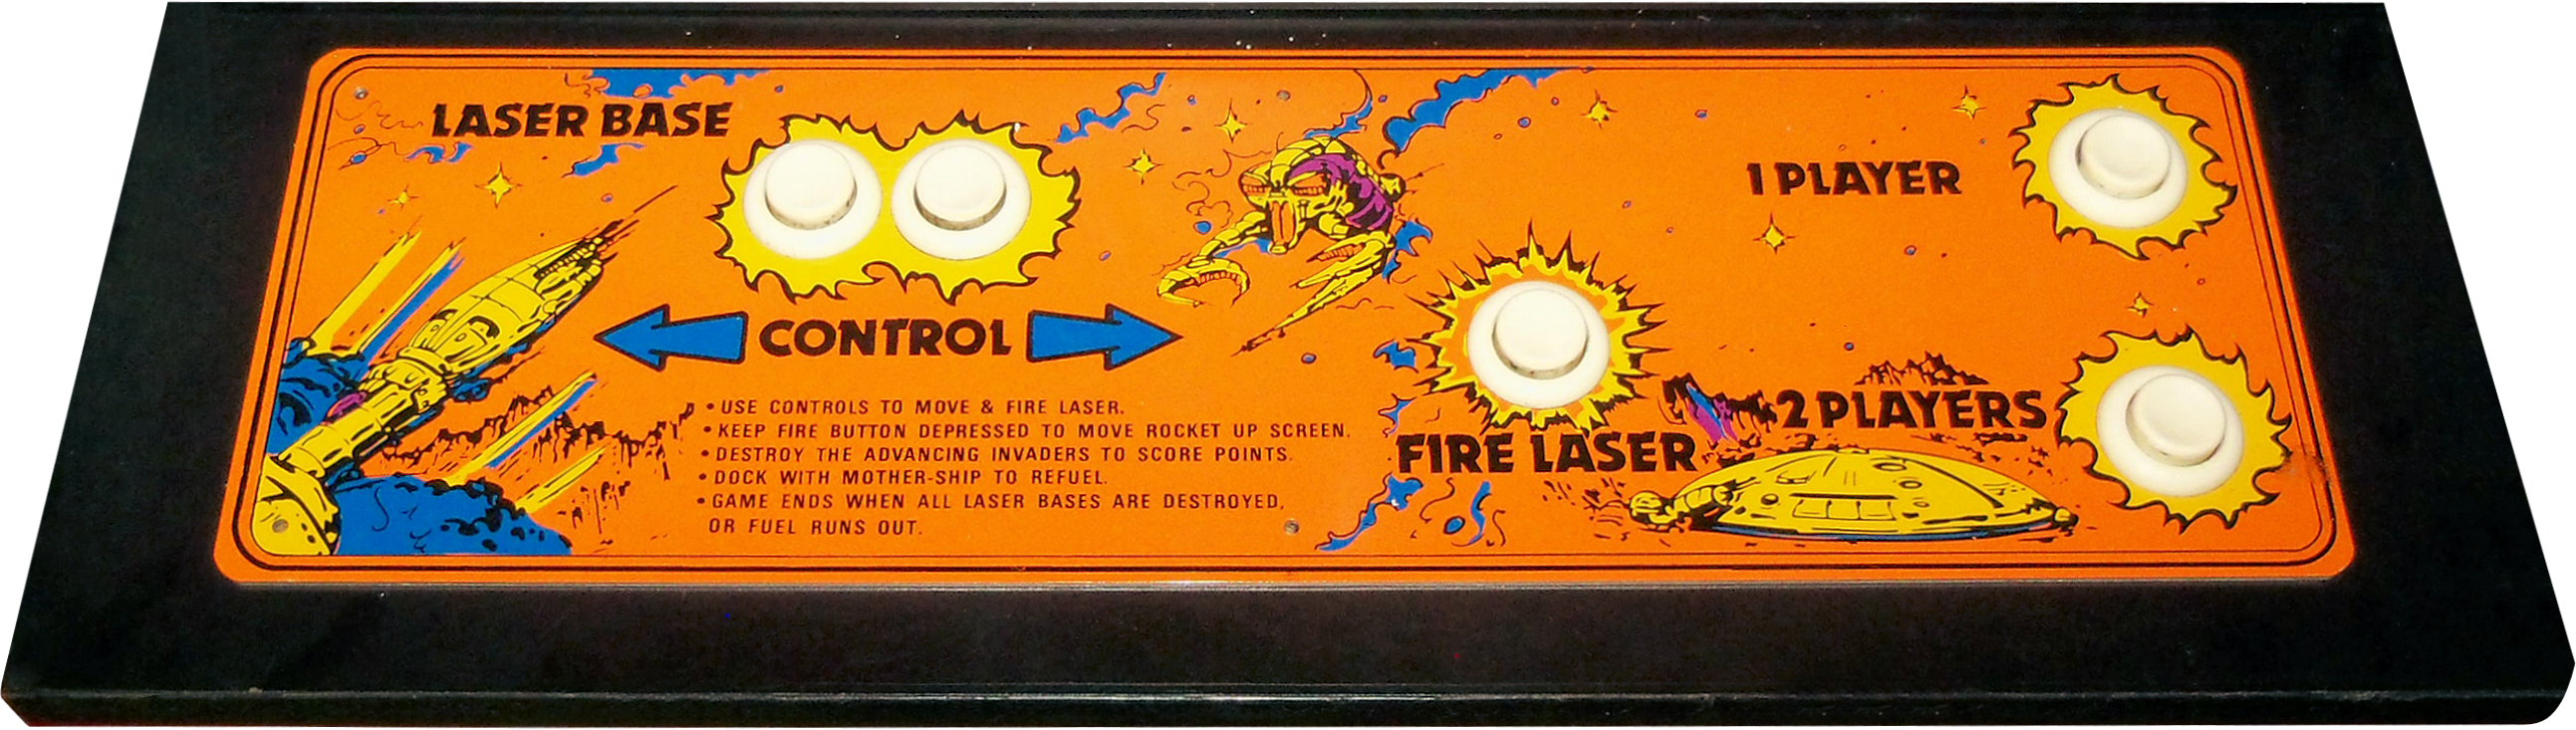 LASER BASE
CONTROL
• USE CONTROLS TO MOVE & FIRE LASER.
• KEEP FIRE BUTTON DEPRESSED TO MOVE ROCKET UP SCREEN.
• DESTROY THE ADVANCING INVADERS TO SCORE POINTS.
• DOCK WITH MOTHER-SHIP TO REFUEL.
• GAME ENDS WHEN ALL LASER BASES ARE DESTROYED,
OR FUEL RUNS OUT.
FIRE LASER
1 PLAYER
2 PLAYERS